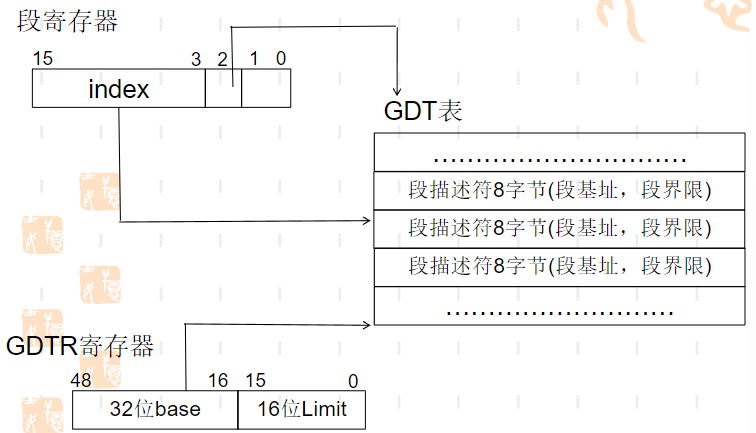 段寄存器
15 3 2 1 0
index
GDT表
..............................
段描述符8字节(段基址，段界限)
段描述符8字节(段基址，段界限)
段描述符8字节(段基址，段界限)
...........................
GDTR寄存器
48 16 15 0
32位base 16位Limit